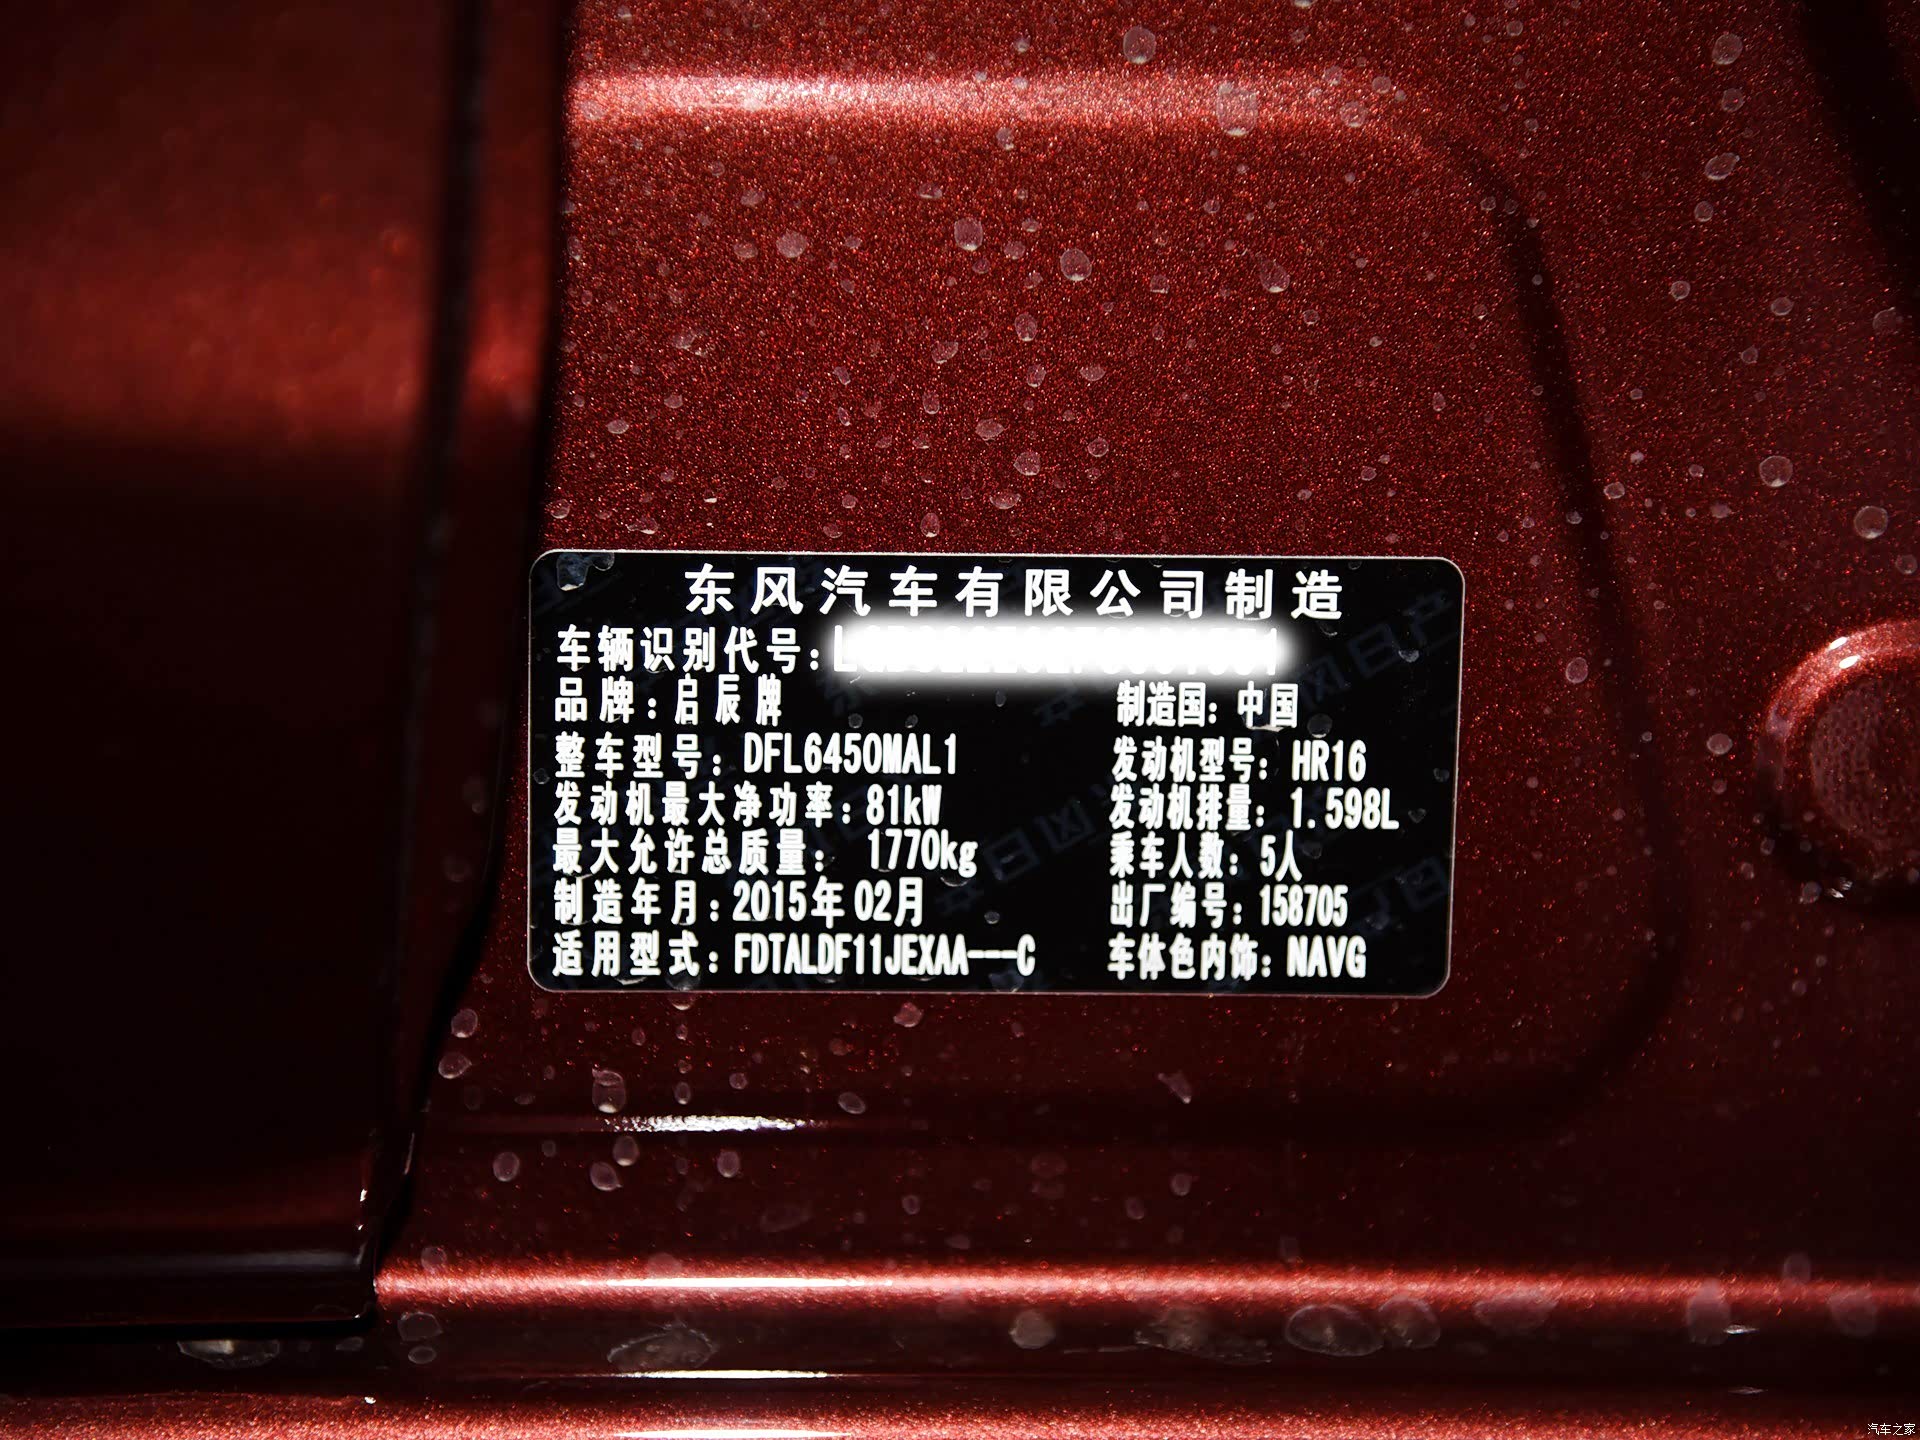 东风汽车有限公司制造
车辆识别代号:
品牌:启辰牌 制造国:中国
整车型号:DFL6450MAL1 发动机型号:HR16
发动机最大净功率:81kW 发动机排量:1.598L
最大允许总质量: 1770kg 乘车人数:5人
制造年月:2015年02月 出厂编号:158705
适用型式:FDTALDF11JEXAA---C 车体色内饰:NAVG
汽车之家